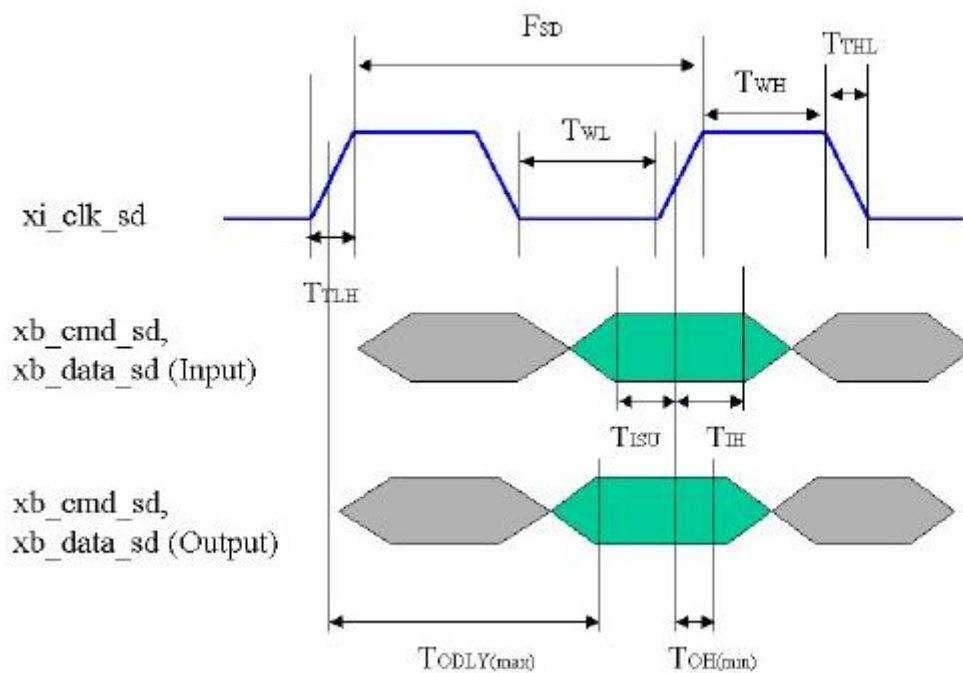 FSD
TTHL
TWH
TWL
xi_clk_sd
TTLH
xb_cmd_sd,
xb_data_sd (Input)
TISU
TIH
xb_cmd_sd,
xb_data_sd (Output)
TODLY(max)
TOH(min)